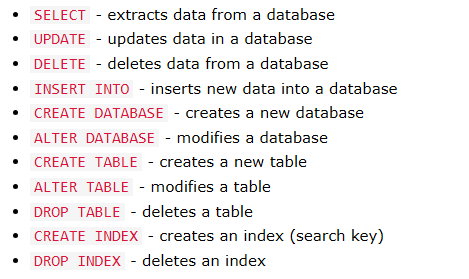 • SELECT - extracts data from a database
• UPDATE - updates data in a database
• DELETE - deletes data from a database
• INSERT INTO - inserts new data into a database
• CREATE DATABASE - creates a new database
• ALTER DATABASE - modifies a database
• CREATE TABLE - creates a new table
• ALTER TABLE - modifies a table
• DROP TABLE - deletes a table
• CREATE INDEX - creates an index (search key)
• DROP INDEX - deletes an index